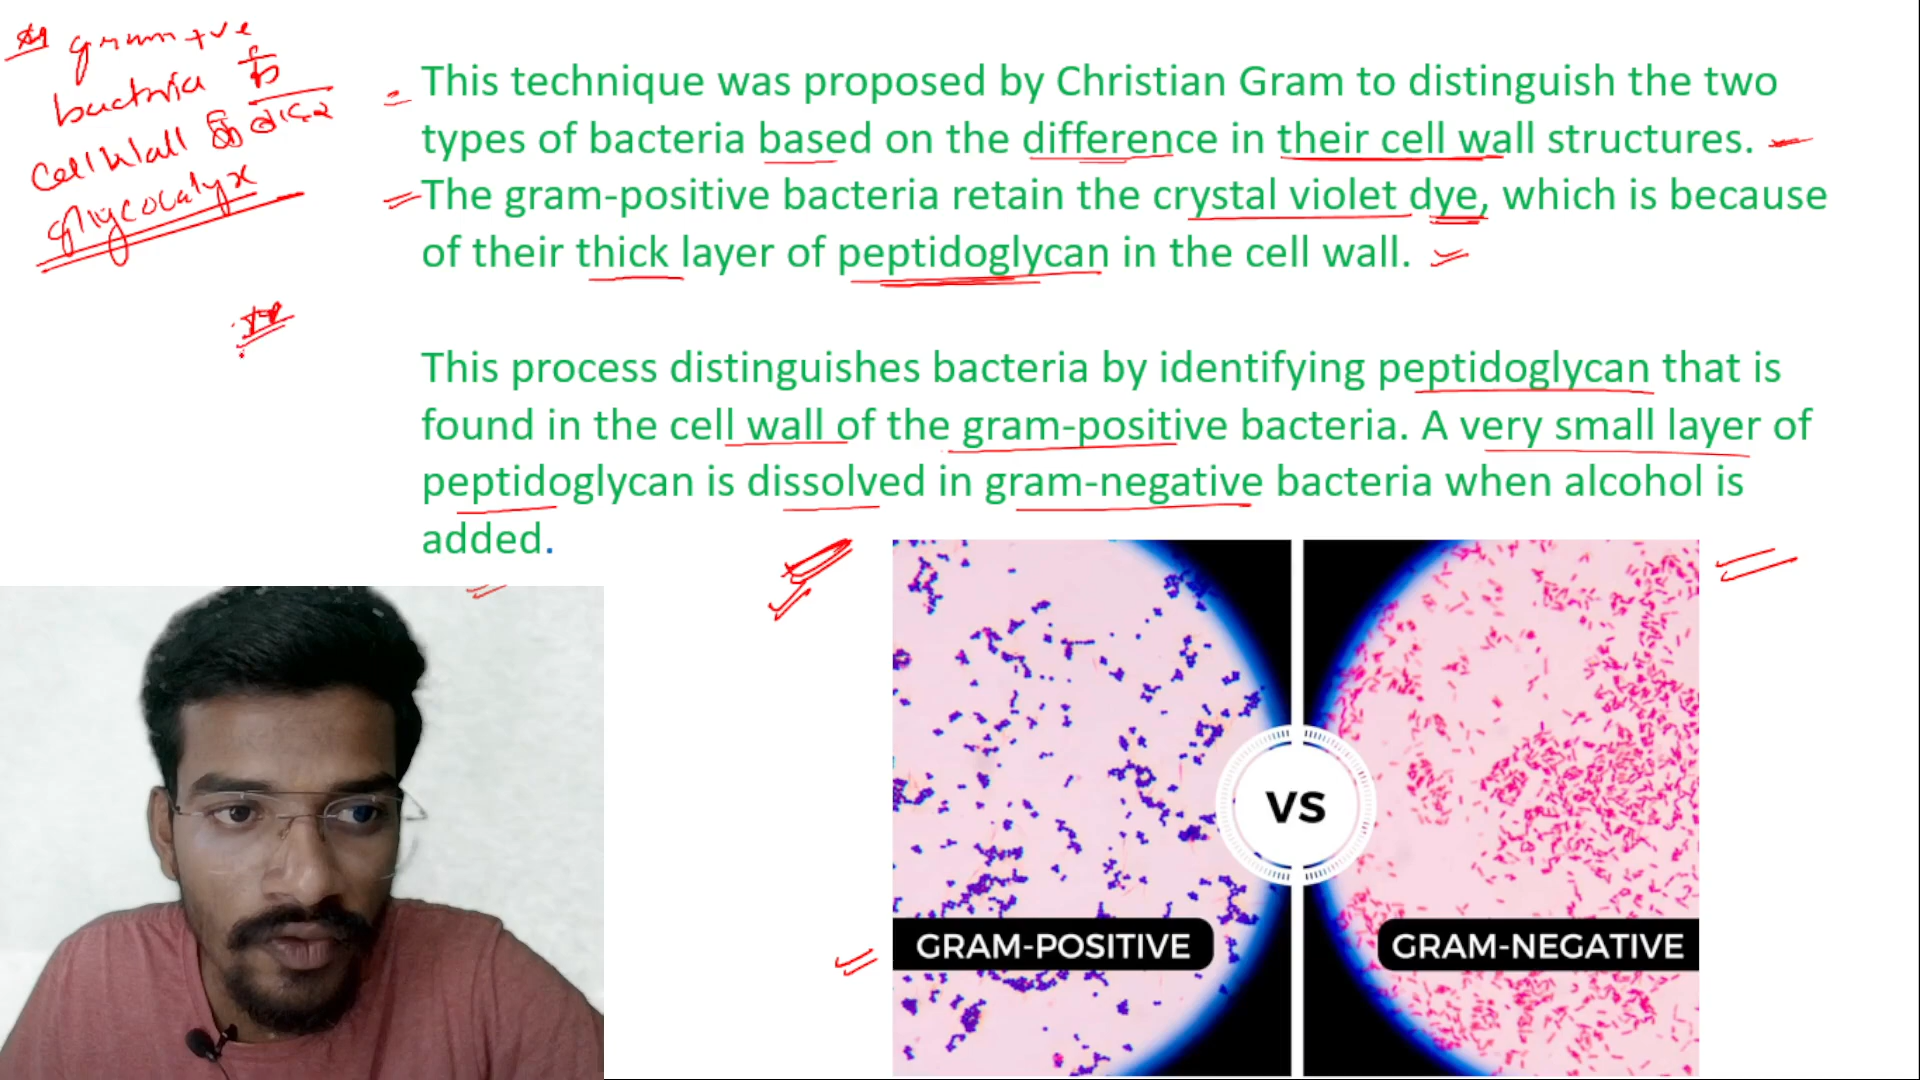 gram +ve
bacteria
cell wall
glycocalyx
This technique was proposed by Christian Gram to distinguish the two
types of bacteria based on the difference in their cell wall structures.
The gram-positive bacteria retain the crystal violet dye, which is because
of their thick layer of peptidoglycan in the cell wall.
This process distinguishes bacteria by identifying peptidoglycan that is
found in the cell wall of the gram-positive bacteria. A very small layer of
peptidoglycan is dissolved in gram-negative bacteria when alcohol is
added.
VS
GRAM-POSITIVE
GRAM-NEGATIVE